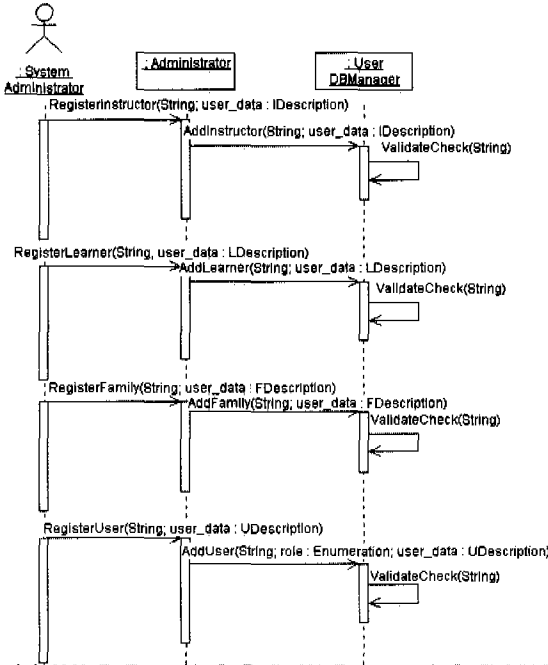 : System
Administrator
: Administrator
: User
DBManager
RegisterInstructor(String; user_data : IDescription)
AddInstructor(String; user_data : IDescription)
ValidateCheck(String)
RegisterLearner(String, user_data : LDescription)
AddLearner(String; user_data : LDescription)
ValidateCheck(String)
RegisterFamily(String; user_data : FDescription)
AddFamily(String; user_data : FDescription)
ValidateCheck(String)
RegisterUser(String; user_data : UDescription)
AddUser(String; role : Enumeration; user_data : UDescription)
ValidateCheck(String)